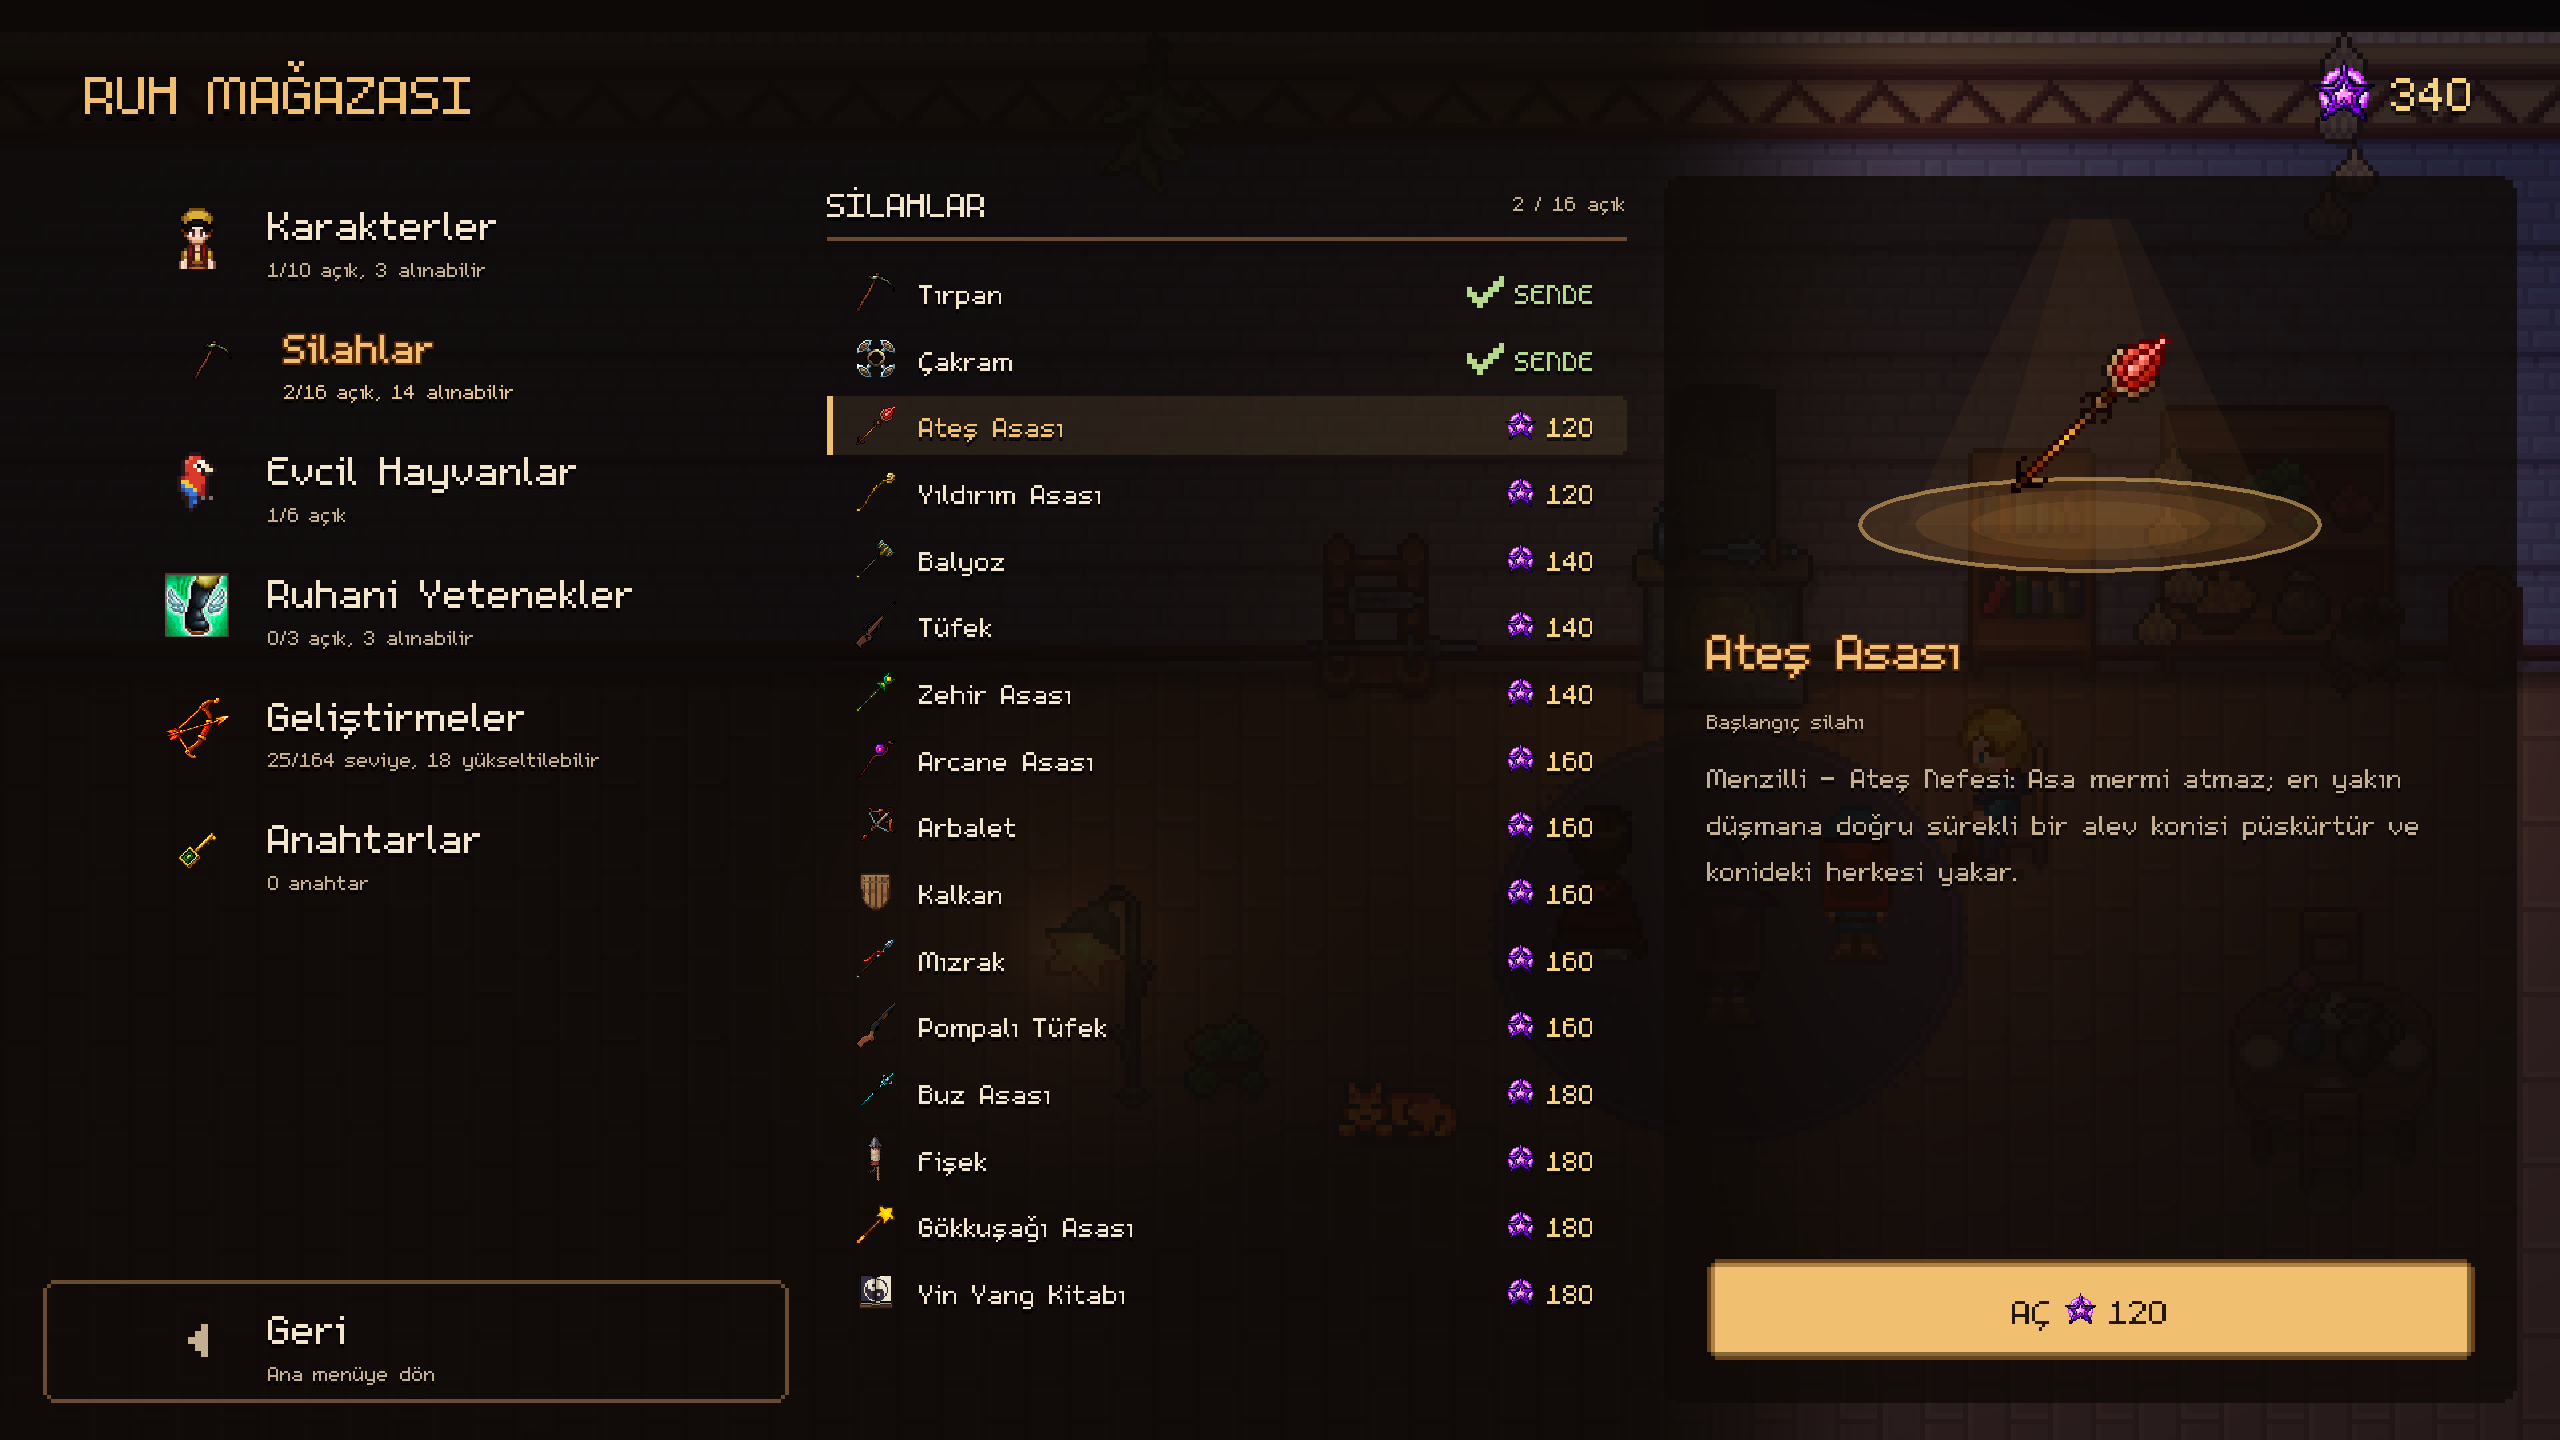 RUH MAĞAZASI
340
Karakterler
1/10 açık, 3 alınabilir
Silahlar
2/16 açık, 14 alınabilir
Evcil Hayvanlar
1/6 açık
Ruhani Yetenekler
0/3 açık, 3 alınabilir
Geliştirmeler
25/164 seviye, 18 yükseltilebilir
Anahtarlar
0 anahtar
Geri
Ana menüye dön
SİLAHLAR 2 / 16 açık
Tırpan SENDE
Çakram SENDE
Ateş Asası 120
Yıldırım Asası 120
Balyoz 140
Tüfek 140
Zehir Asası 140
Arcane Asası 160
Arbalet 160
Kalkan 160
Mızrak 160
Pompalı Tüfek 160
Buz Asası 180
Fişek 180
Gökkuşağı Asası 180
Yin Yang Kitabı 180
Ateş Asası
Başlangıç silahı
Menzilli - Ateş Nefesi: Asa mermi atmaz; en yakın
düşmana doğru sürekli bir alev konisi püskürtür ve
konideki herkesi yakar.
AÇ 120